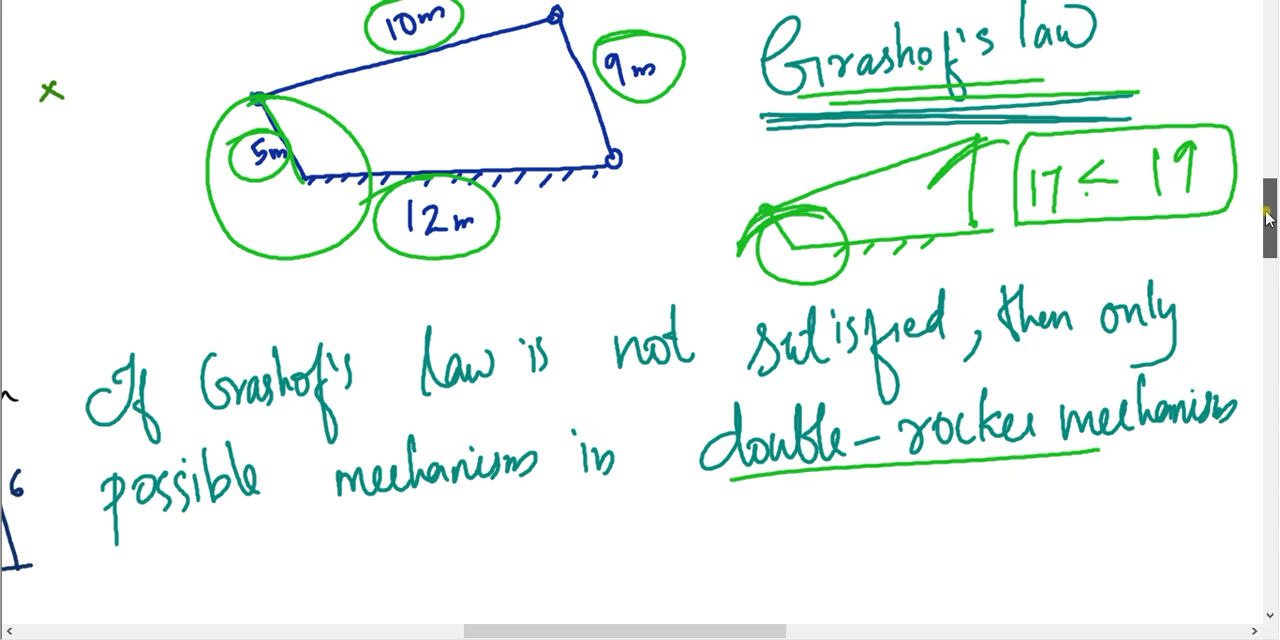 10m
9m
Grashof's law
5m
12m
17 < 19
If Grashof's law is not satisfied, then only
possible mechanism is double-rocker mechanism
6